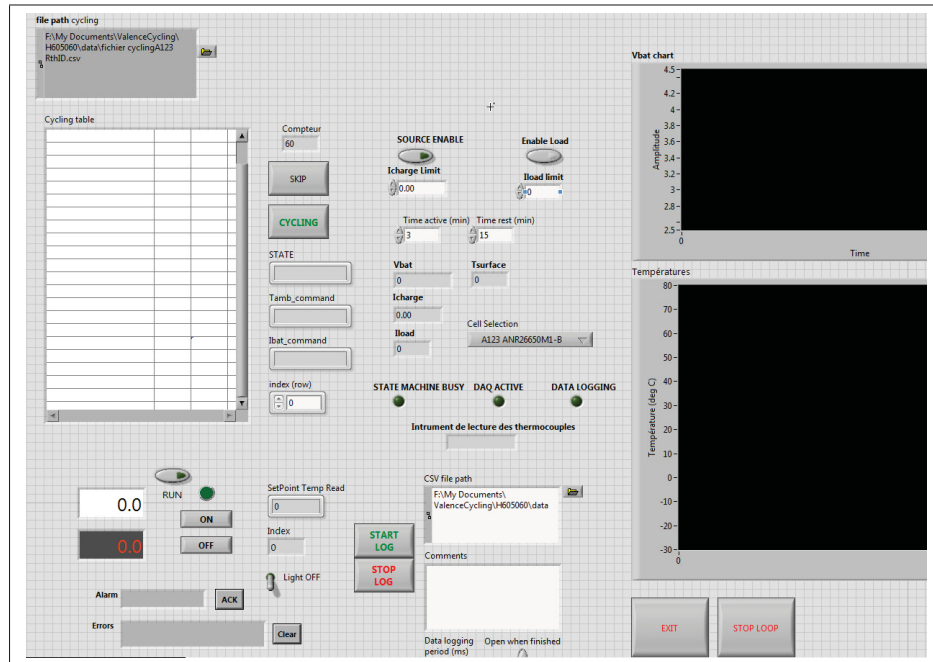 file path cycling
F:\My Documents\ValenceCycling\
H605060\data\fichier cyclingA123
RthID.csv
Cycling table
Compteur
60
SKIP
CYCLING
STATE
Tamb_command
Ibat_command
index (row)
0
SOURCE ENABLE
Enable Load
Icharge Limit
0.00
Iload limit
0
Time active (min)
Time rest (min)
3
15
Vbat
Tsurface
0
0
Icharge
0.00
Iload
0
Cell Selection
A123 ANR26650M1-B
STATE MACHINE BUSY
DAQ ACTIVE
DATA LOGGING
Intrument de lecture des thermocouples
Vbat chart
Amplitude
4.5
4.2
4
3.8
3.6
3.4
3.2
3
2.8
2.5
0
Time
Températures
Température (deg C)
80
70
60
50
40
30
20
10
0
-10
-20
-30
0
RUN
0.0
0.0
ON
OFF
SetPoint Temp Read
0
Index
0
Light OFF
START
LOG
STOP
LOG
CSV file path
F:\My Documents\
ValenceCycling\H605060\data
Comments
Alarm
ACK
Errors
Clear
Data logging
period (ms)
Open when finished
EXIT
STOP LOOP